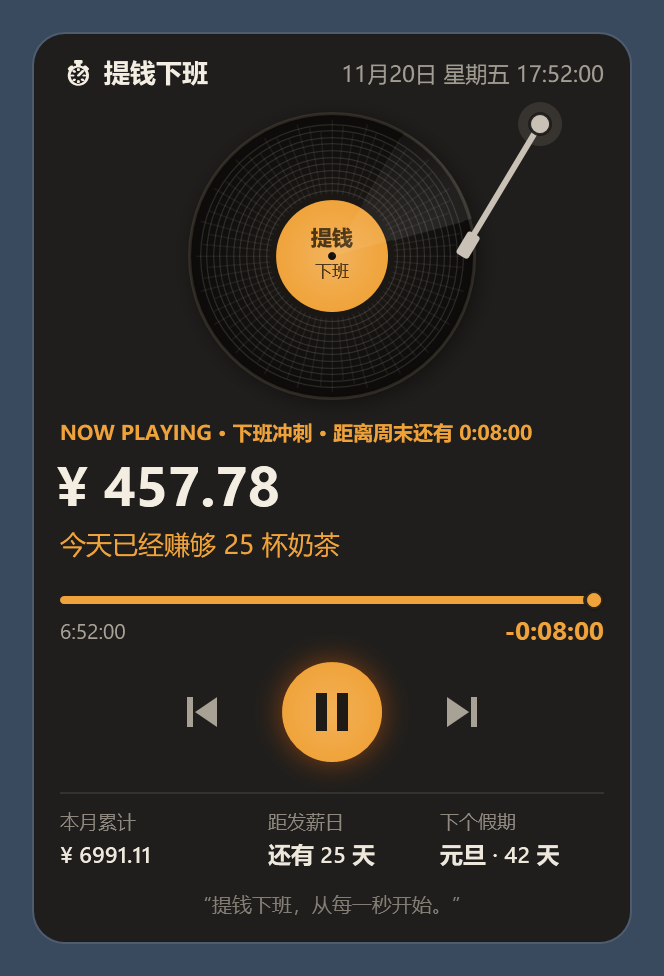 提钱下班
11月20日 星期五 17:52:00
提钱
下班
NOW PLAYING • 下班冲刺 • 距离周末还有 0:08:00
¥ 457.78
今天已经赚够 25 杯奶茶
6:52:00
-0:08:00
本月累计
¥ 6991.11
距发薪日
还有 25 天
下个假期
元旦 · 42 天
“提钱下班，从每一秒开始。”